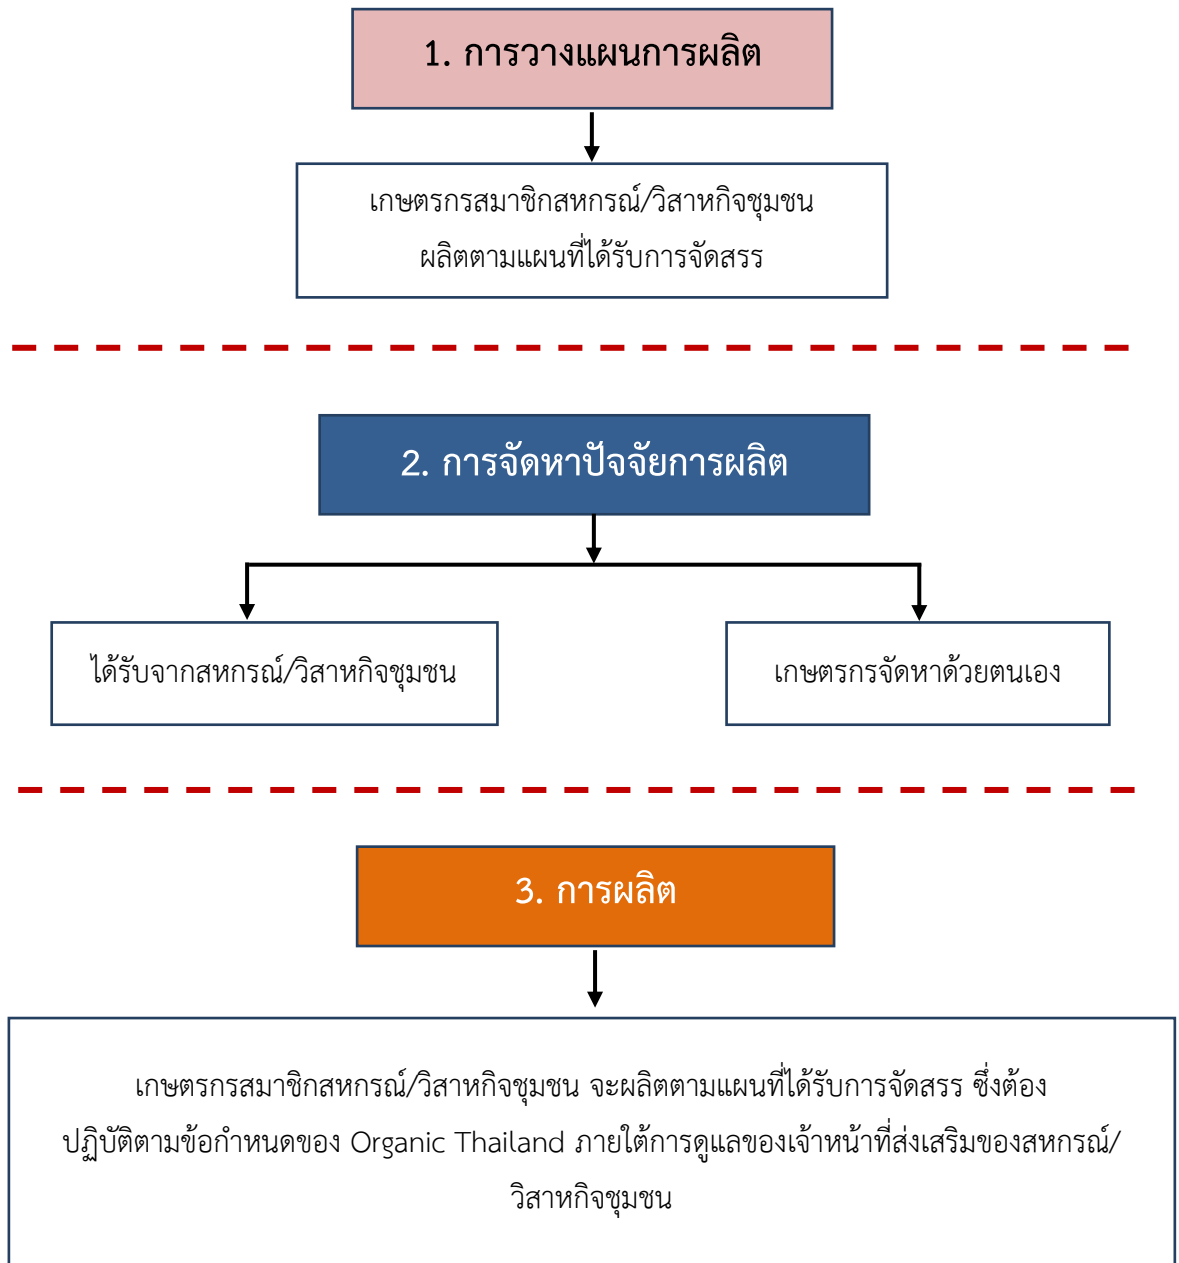 1. การวางแผนการผลิต
เกษตรกรสมาชิกสหกรณ์/วิสาหกิจชุมชน
ผลิตตามแผนที่ได้รับการจัดสรร
2. การจัดหาปัจจัยการผลิต
ได้รับจากสหกรณ์/วิสาหกิจชุมชน
เกษตรกรจัดหาด้วยตนเอง
3. การผลิต
เกษตรกรสมาชิกสหกรณ์/วิสาหกิจชุมชน จะผลิตตามแผนที่ได้รับการจัดสรร ซึ่งต้อง
ปฏิบัติตามข้อกำหนดของ Organic Thailand ภายใต้การดูแลของเจ้าหน้าที่ส่งเสริมของสหกรณ์/
วิสาหกิจชุมชน